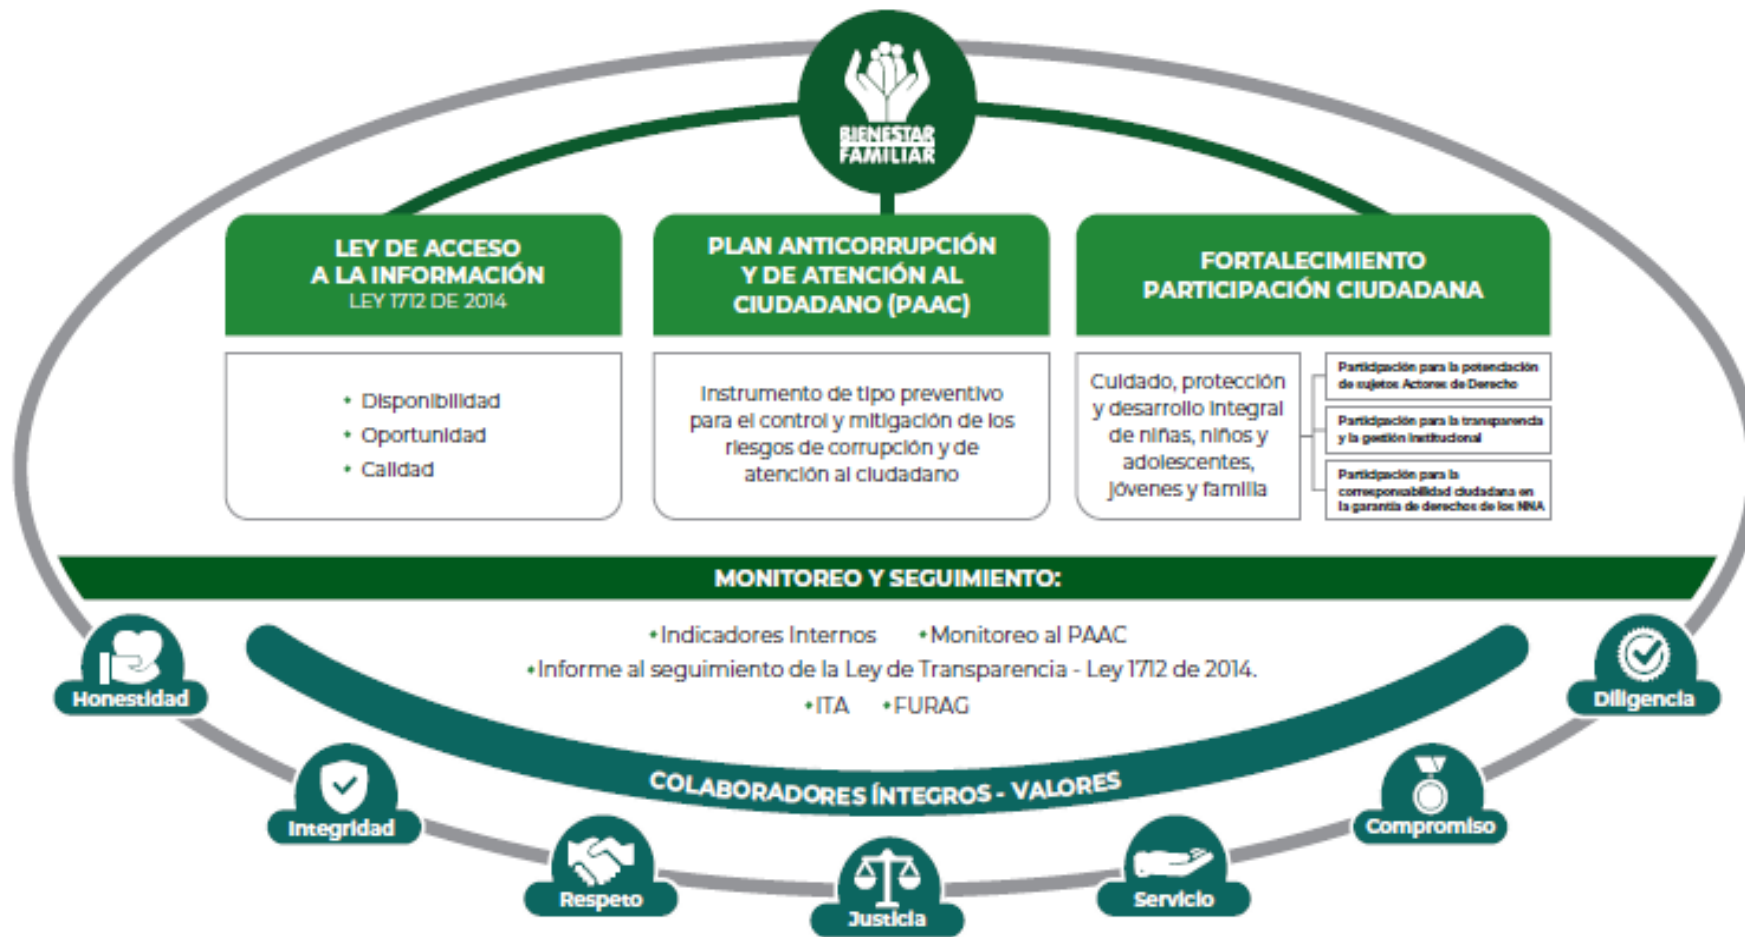 BIENESTAR
FAMILIAR
LEY DE ACCESO
A LA INFORMACIÓN
LEY 1712 DE 2014
• Disponibilidad
• Oportunidad
• Calidad
PLAN ANTICORRUPCIÓN
Y DE ATENCIÓN AL
CIUDADANO (PAAC)
Instrumento de tipo preventivo
para el control y mitigación de los
riesgos de corrupción y de
atención al ciudadano
FORTALECIMIENTO
PARTICIPACIÓN CIUDADANA
Cuidado, protección
y desarrollo integral
de niñas, niños y
adolescentes,
jóvenes y familia
Participación para la potenciación
de sujetos Actores de Derecho
Participación para la transparencia
y la gestión institucional
Participación para la
corresponsabilidad ciudadana en
la garantía de derechos de los NNA
MONITOREO Y SEGUIMIENTO:
•Indicadores Internos •Monitoreo al PAAC
•Informe al seguimiento de la Ley de Transparencia - Ley 1712 de 2014.
•ITA •FURAG
COLABORADORES ÍNTEGROS - VALORES
Honestidad
Integridad
Respeto
Justicia
Servicio
Compromiso
Diligencia